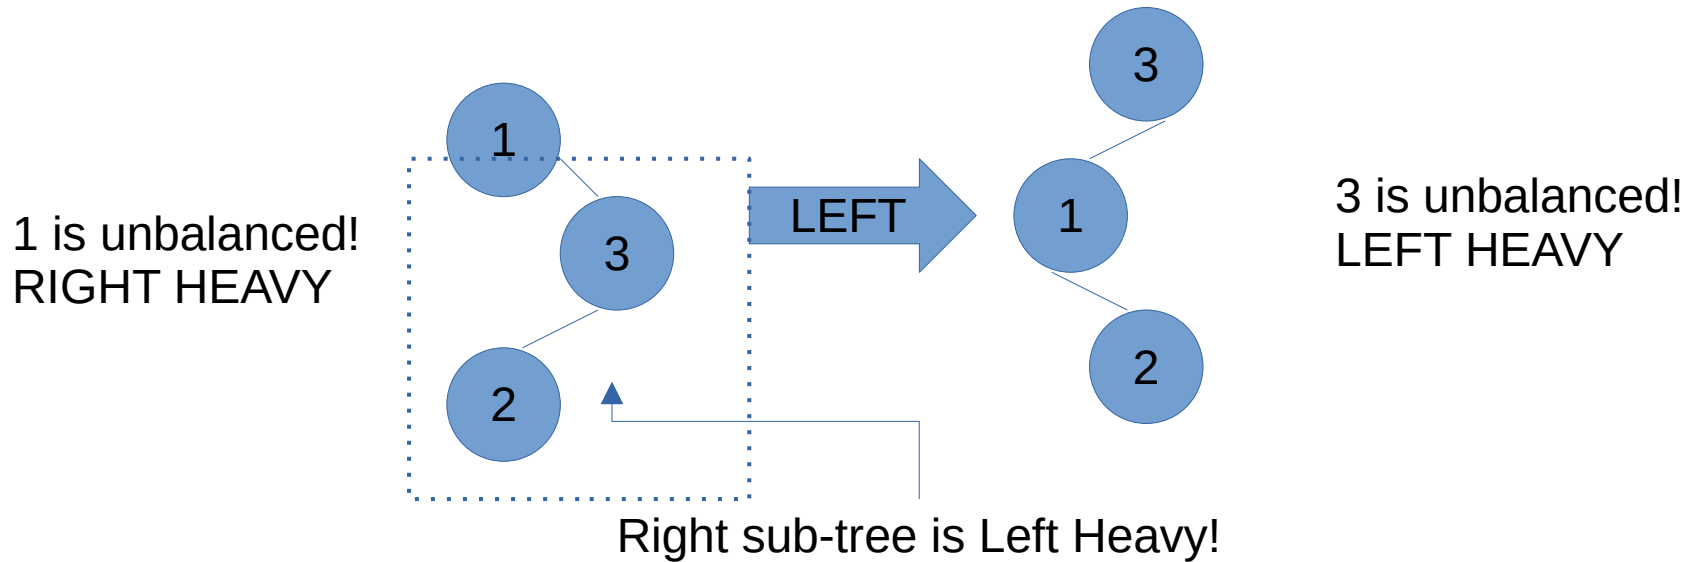 1 is unbalanced!
RIGHT HEAVY
1
3
2
LEFT
3
1
2
3 is unbalanced!
LEFT HEAVY
Right sub-tree is Left Heavy!